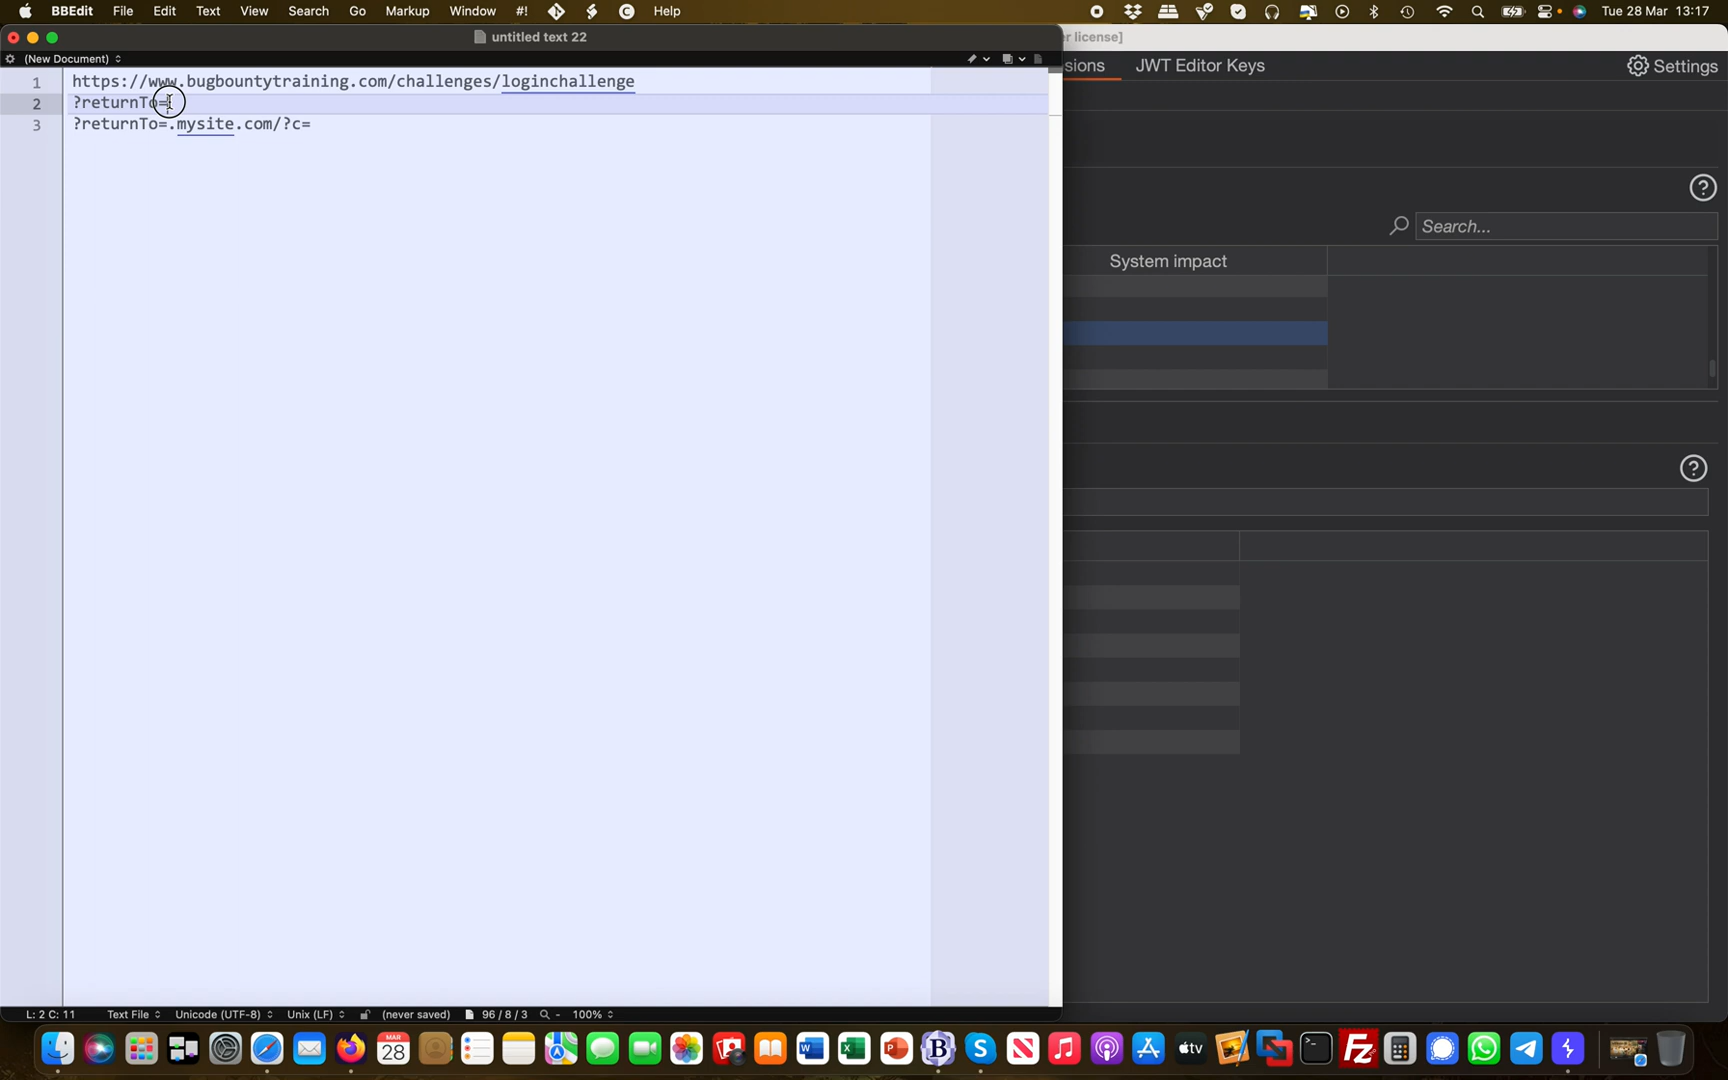 BBEdit File Edit Text View Search Go Markup Window #! Help Tue 28 Mar 13:17
untitled text 22
r license]
(New Document)
sions JWT Editor Keys Settings
1 https://www.bugbountytraining.com/challenges/loginchallenge
2 ?returnTo=
3 ?returnTo=.mysite.com/?c=
?
Search...
System impact
?
L: 2 C: 11 Text File Unicode (UTF-8) Unix (LF) (never saved) 96 / 8 / 3 - 100%
MAR
28
tv